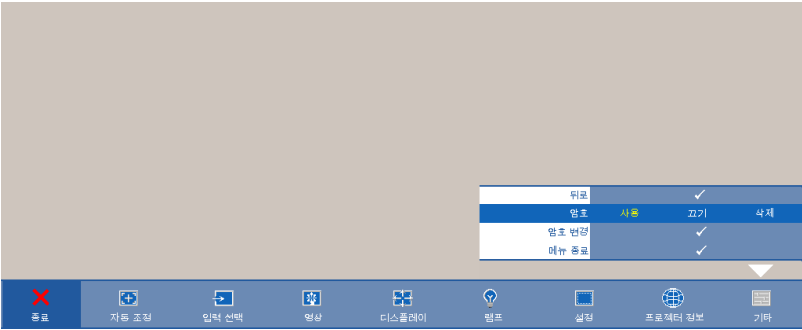 뒤로
암호 사용 끄기 삭제
암호 변경
메뉴 종료
종료 자동 조정 입력 선택 영상 디스플레이 램프 설정 프로젝터 정보 기타